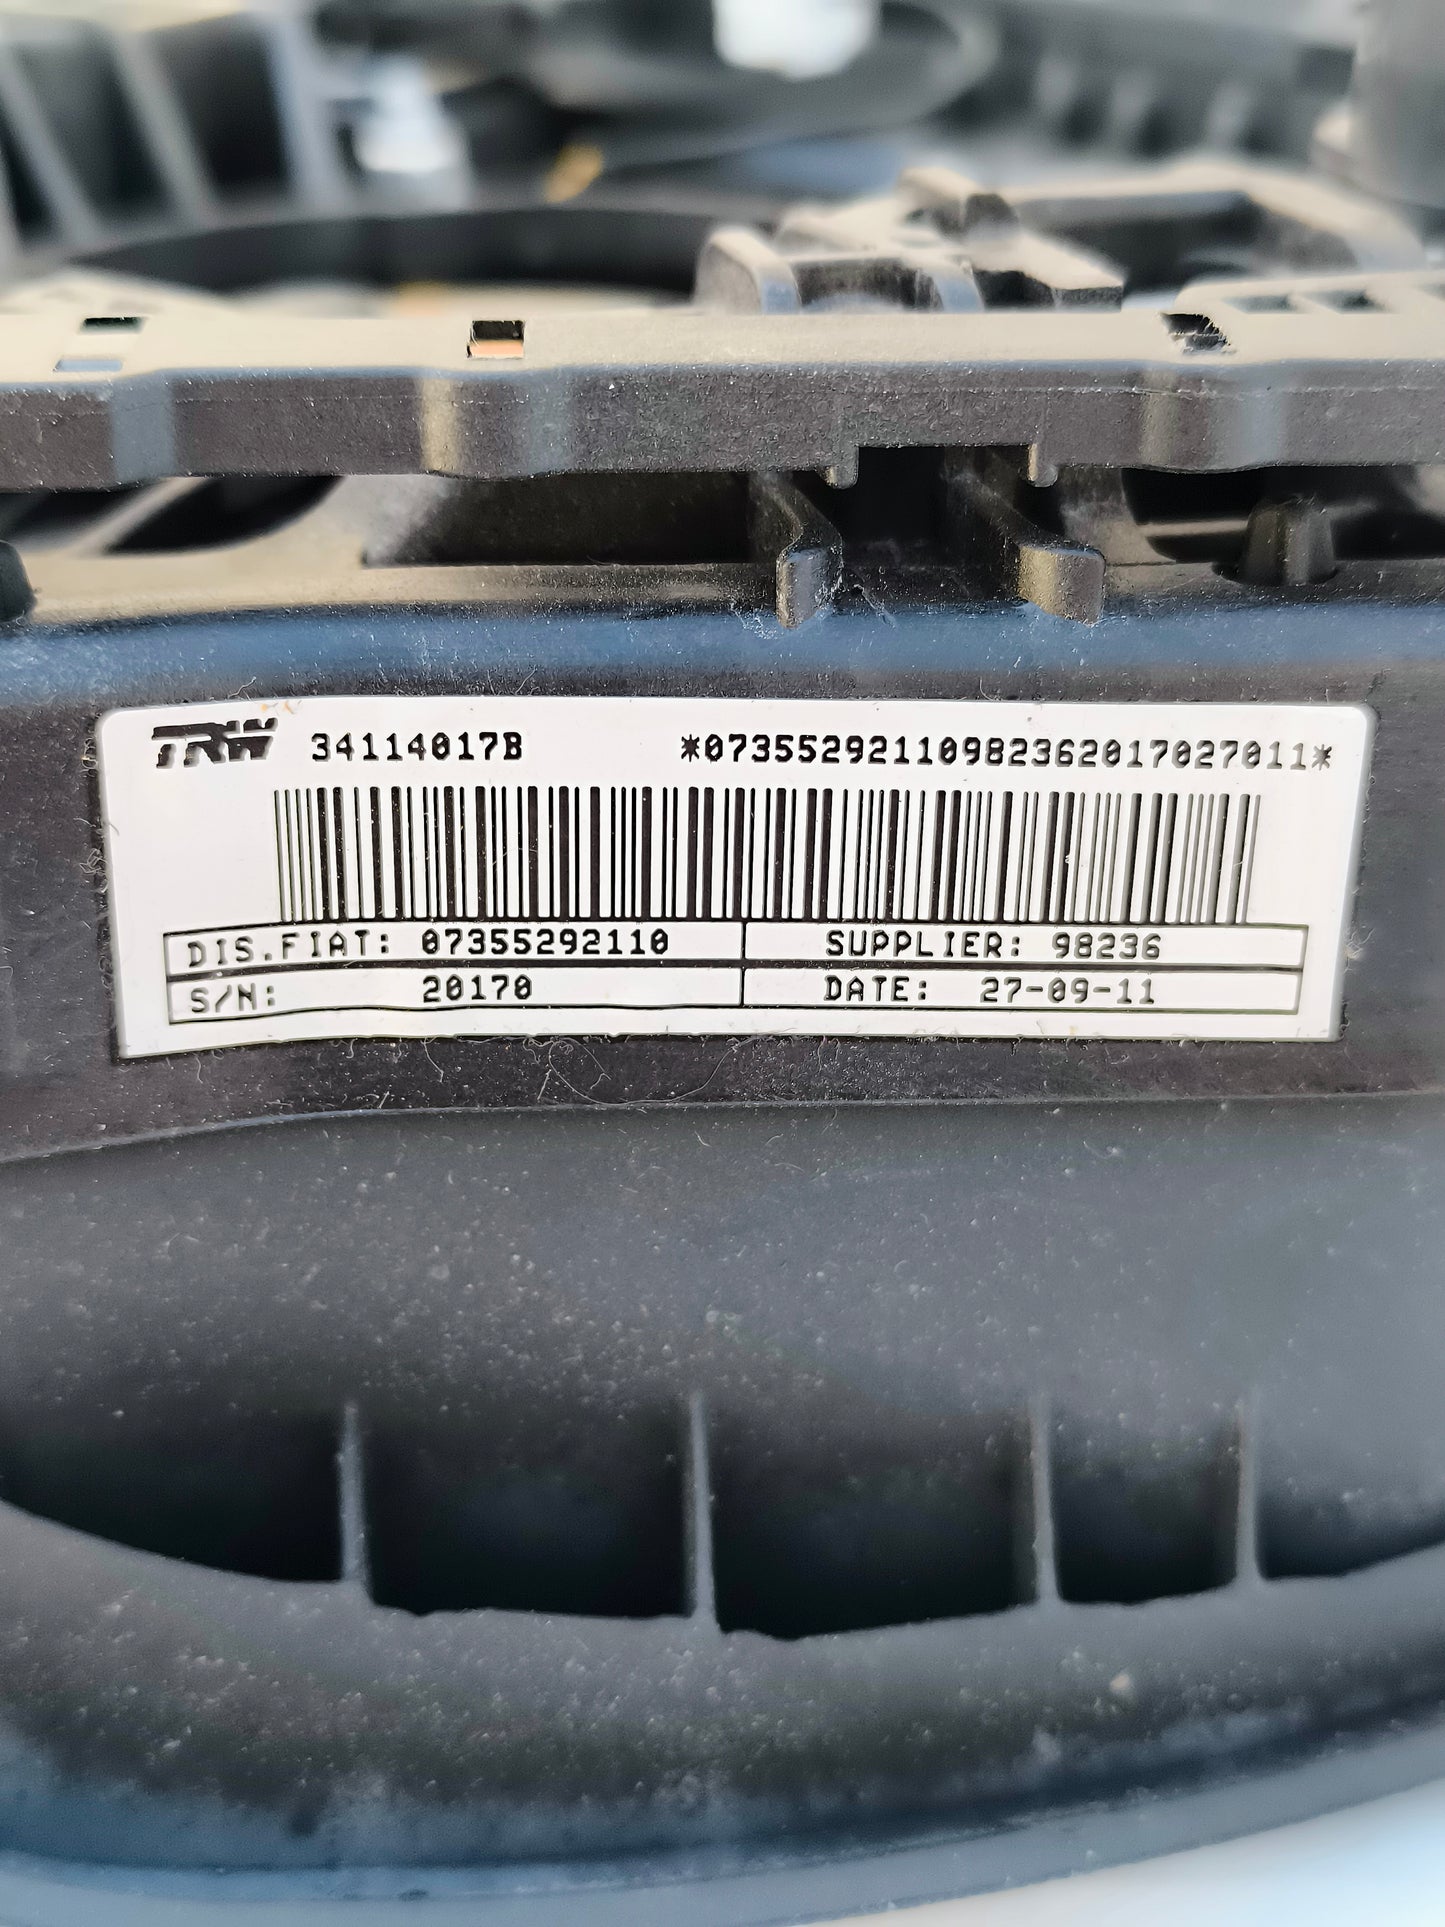 TRW 34114017B *07355292110982362017027011*
DIS.FIAT: 07355292110 SUPPLIER: 98236
S/N: 20170 DATE: 27-09-11